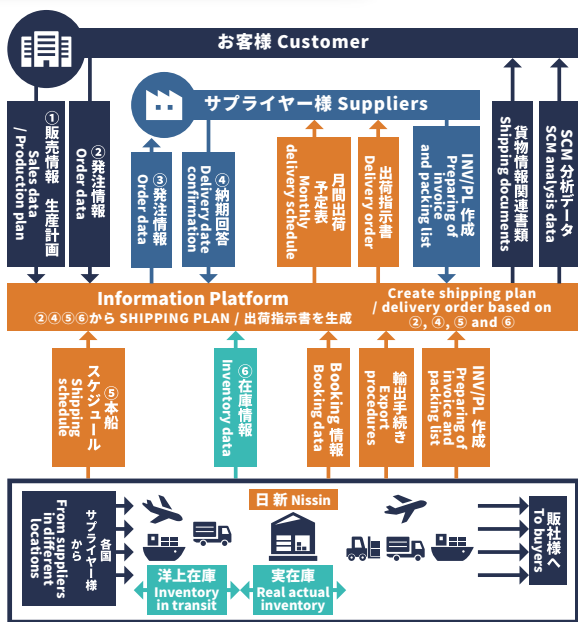 お客様 Customer
サプライヤー様 Suppliers
①販売情報　生産計画
Sales data
/ Production plan
②発注情報
Order data
③発注情報
Order data
④納期回答
Delivery date
confirmation
月間出荷
予定表
Monthly
delivery schedule
出荷指示書
Delivery order
INV/PL 作成
Preparing of
invoice
and packing list
貨物情報関連書類
Shipping documents
SCM 分析データ
SCM analysis data
Information Platform
②④⑤⑥から SHIPPING PLAN / 出荷指示書を生成
Create shipping plan
/ delivery order based on
②, ④, ⑤ and ⑥
⑤本船
スケジュール
Shipping
schedule
⑥在庫情報
Inventory data
Booking 情報
Booking data
輸出手続き
Export
procedures
INV/PL 作成
Preparing of
invoice and
packing list
各国
サプライヤー様
から
From suppliers
in different
locations
日新 Nissin
洋上在庫
Inventory
in transit
実在庫
Real actual
inventory
販社様へ
To buyers